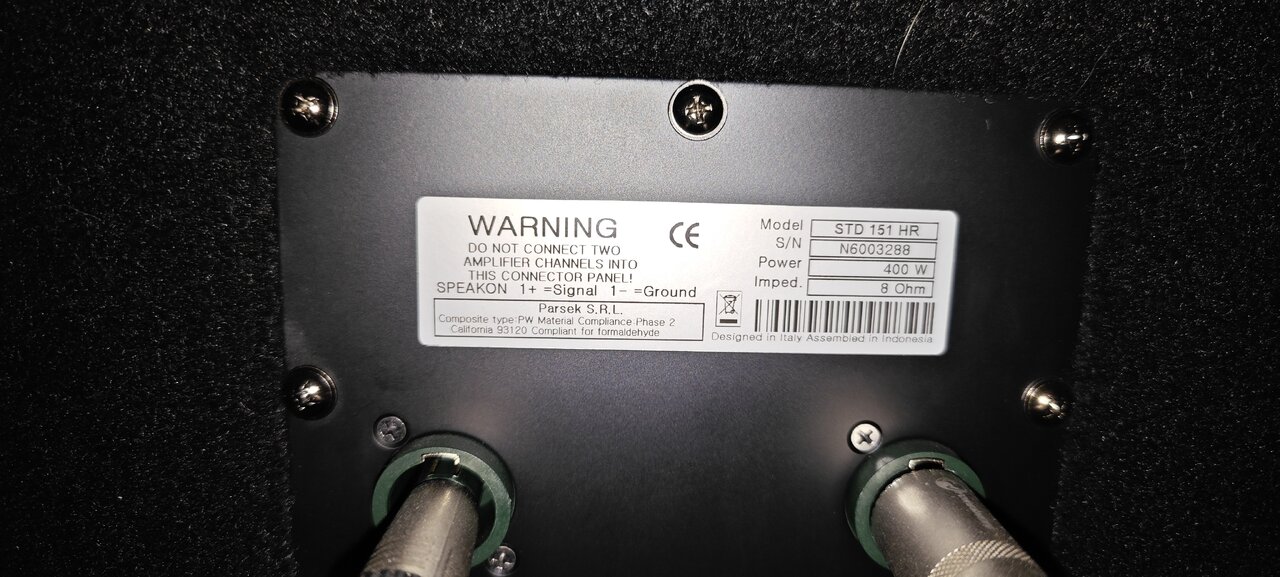 WARNING
CE
DO NOT CONNECT TWO
AMPLIFIER CHANNELS INTO
THIS CONNECTOR PANEL!
SPEAKON 1+ =Signal 1- =Ground
Parsek S.R.L.
Composite type:PW Material Compliance:Phase 2
California 93120 Compliant for formaldehyde
Model STD 151 HR
S/N N6003288
Power 400 W
Imped. 8 Ohm
Designed in Italy Assembled in Indonesia